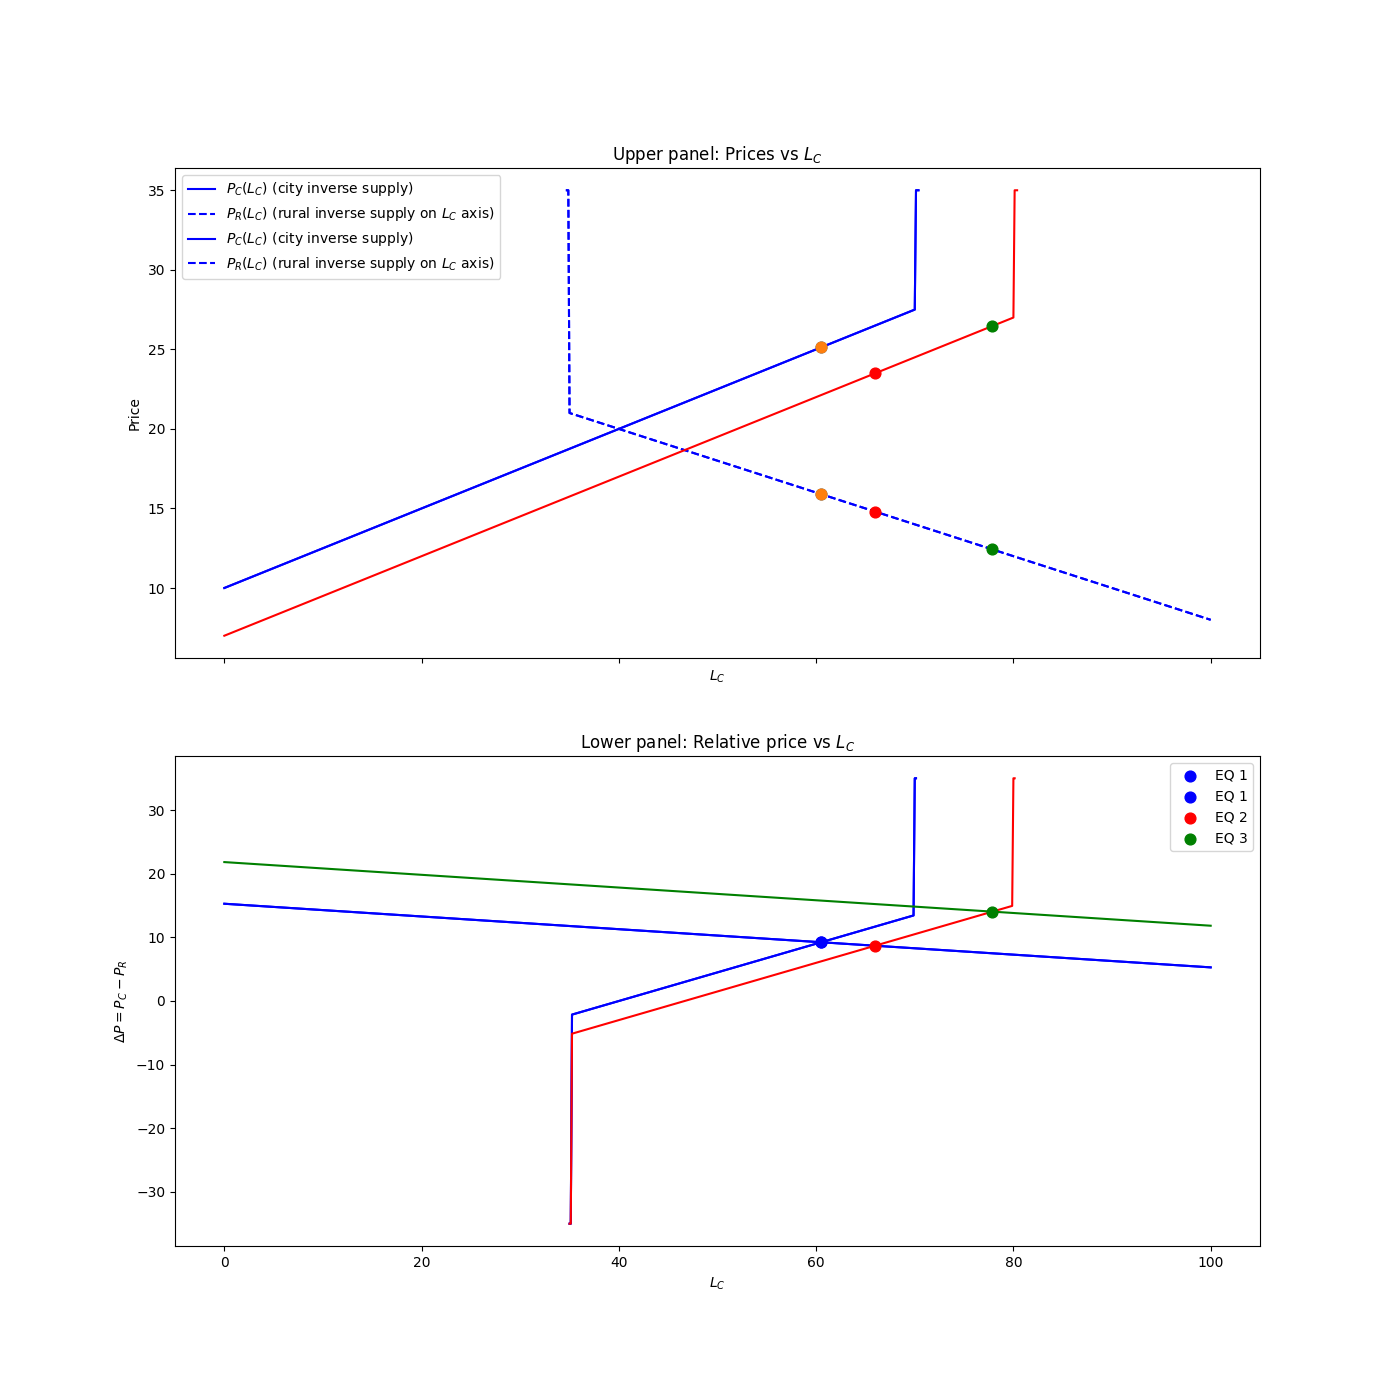 Upper panel: Prices vs L_C
P_C(L_C) (city inverse supply)
P_R(L_C) (rural inverse supply on L_C axis)
P_C(L_C) (city inverse supply)
P_R(L_C) (rural inverse supply on L_C axis)
35
30
25
20
15
10
Price
L_C
Lower panel: Relative price vs L_C
EQ 1
EQ 1
EQ 2
EQ 3
30
20
10
0
−10
−20
−30
ΔP = P_C − P_R
0 20 40 60 80 100
L_C